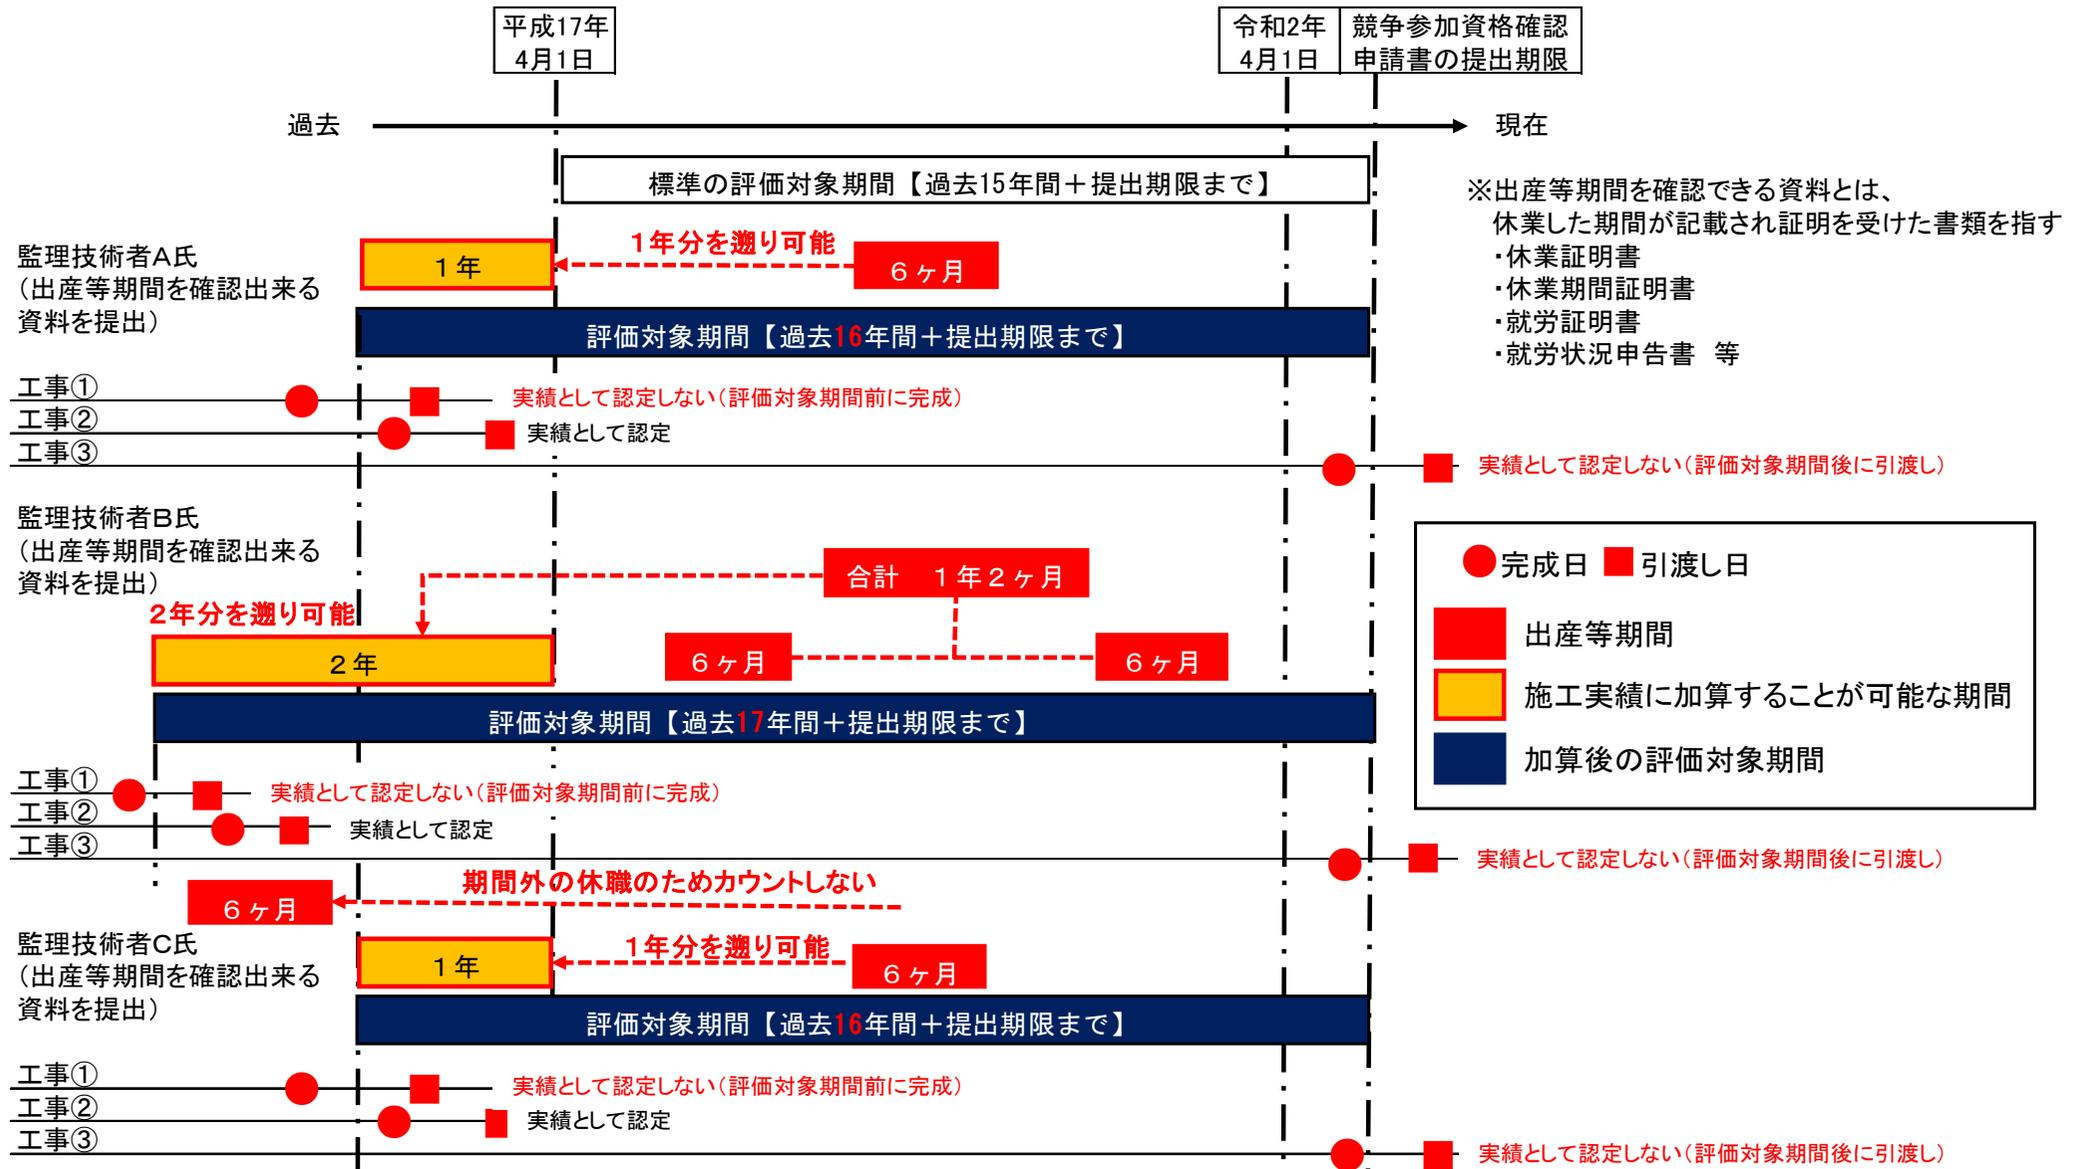 平成17年
4月1日
令和2年
4月1日
競争参加資格確認
申請書の提出期限
過去
現在
標準の評価対象期間【過去15年間＋提出期限まで】
※出産等期間を確認できる資料とは、
休業した期間が記載され証明を受けた書類を指す
・休業証明書
・休業期間証明書
・就労証明書
・就労状況申告書　等
監理技術者A氏
（出産等期間を確認出来る
資料を提出）
1年
1年分を遡り可能
6ヶ月
評価対象期間【過去16年間＋提出期限まで】
工事①
実績として認定しない（評価対象期間前に完成）
工事②
実績として認定
工事③
実績として認定しない（評価対象期間後に引渡し）
監理技術者B氏
（出産等期間を確認出来る
資料を提出）
合計　1年2ヶ月
2年分を遡り可能
2年
6ヶ月
6ヶ月
評価対象期間【過去17年間＋提出期限まで】
完成日
引渡し日
出産等期間
施工実績に加算することが可能な期間
加算後の評価対象期間
工事①
実績として認定しない（評価対象期間前に完成）
工事②
実績として認定
工事③
実績として認定しない（評価対象期間後に引渡し）
期間外の休職のためカウントしない
6ヶ月
監理技術者C氏
（出産等期間を確認出来る
資料を提出）
1年
1年分を遡り可能
6ヶ月
評価対象期間【過去16年間＋提出期限まで】
工事①
実績として認定しない（評価対象期間前に完成）
工事②
実績として認定
工事③
実績として認定しない（評価対象期間後に引渡し）